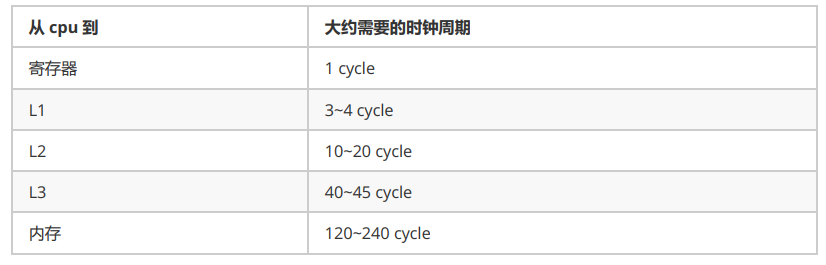 从 cpu 到 大约需要的时钟周期
寄存器 1 cycle
L1 3~4 cycle
L2 10~20 cycle
L3 40~45 cycle
内存 120~240 cycle